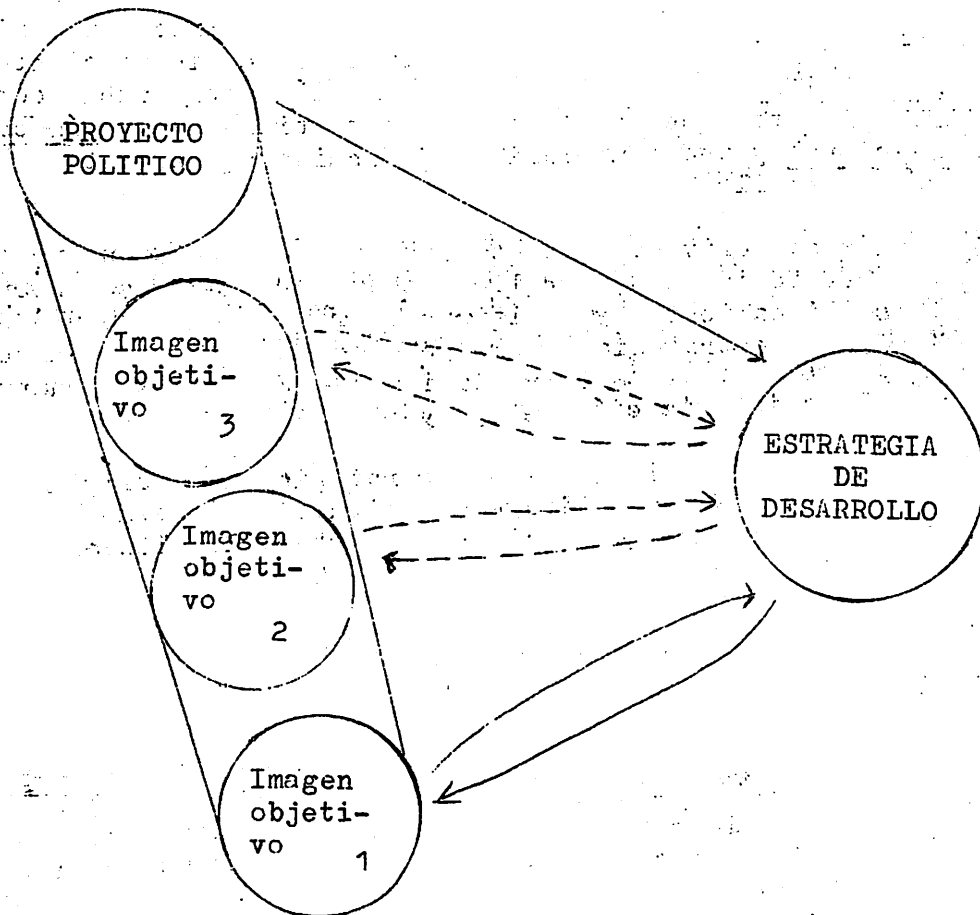 PROYECTO
POLITICO
Imagen
objeti-
vo
3
Imagen
objeti-
vo
2
Imagen
objeti-
vo
1
ESTRATEGIA
DE
DESARROLLO